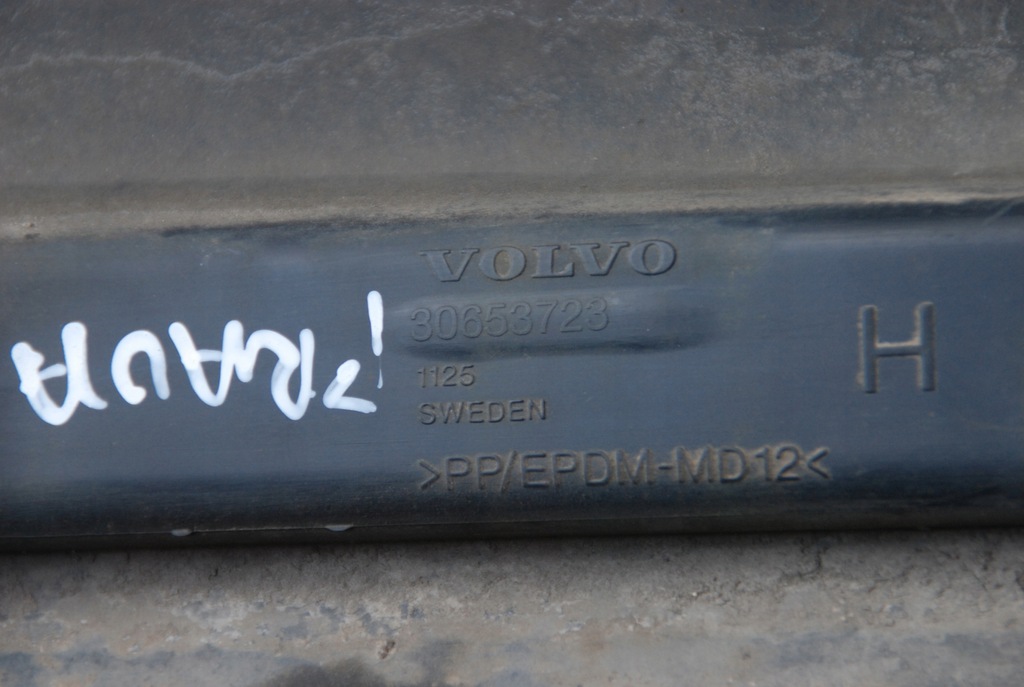 VOLVO
30653723
1125
SWEDEN
>PP/EPDM-MD12<
H